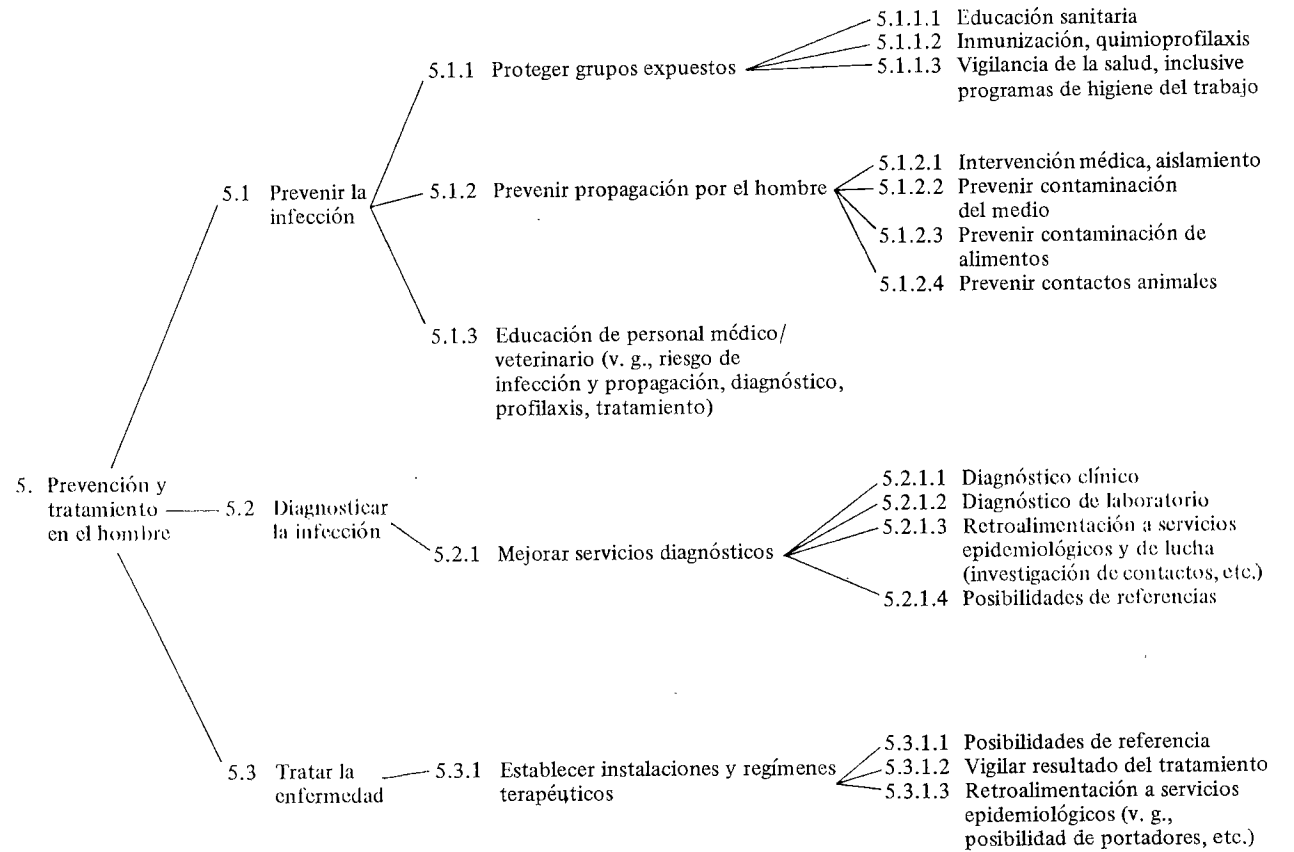 5.1.1.1 Educación sanitaria
5.1.1.2 Inmunización, quimioprofilaxis
5.1.1 Proteger grupos expuestos
5.1.1.3 Vigilancia de la salud, inclusive
programas de higiene del trabajo
5.1.2.1 Intervención médica, aislamiento
5.1 Prevenir la
infección
5.1.2 Prevenir propagación por el hombre
5.1.2.2 Prevenir contaminación
del medio
5.1.2.3 Prevenir contaminación de
alimentos
5.1.2.4 Prevenir contactos animales
5.1.3 Educación de personal médico/
veterinario (v. g., riesgo de
infección y propagación, diagnóstico,
profilaxis, tratamiento)
5. Prevención y
tratamiento
en el hombre
5.2 Diagnosticar
la infección
5.2.1 Mejorar servicios diagnósticos
5.2.1.1 Diagnóstico clínico
5.2.1.2 Diagnóstico de laboratorio
5.2.1.3 Retroalimentación a servicios
epidemiológicos y de lucha
(investigación de contactos, etc.)
5.2.1.4 Posibilidades de referencias
5.3 Tratar la
enfermedad
5.3.1 Establecer instalaciones y regímenes
terapéuticos
5.3.1.1 Posibilidades de referencia
5.3.1.2 Vigilar resultado del tratamiento
5.3.1.3 Retroalimentación a servicios
epidemiológicos (v. g.,
posibilidad de portadores, etc.)